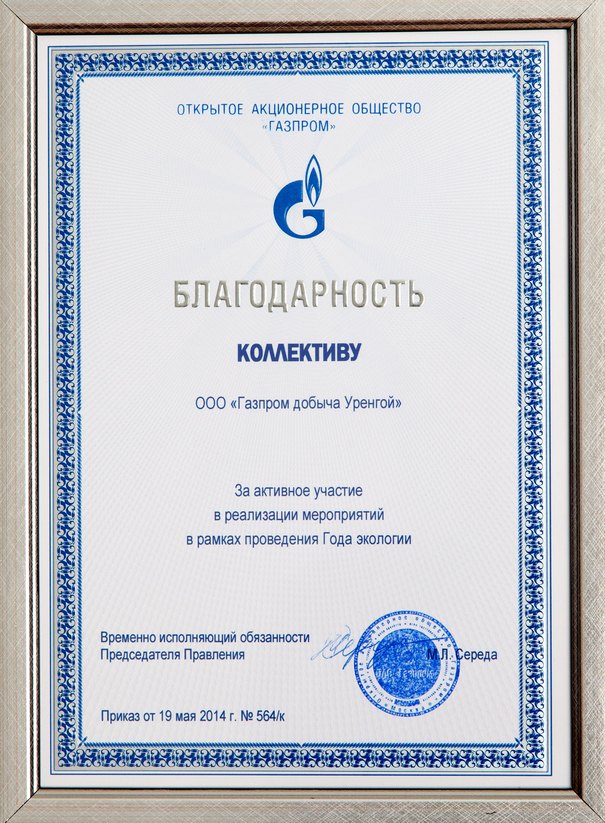 ОТКРЫТОЕ АКЦИОНЕРНОЕ ОБЩЕСТВО
«ГАЗПРОМ»
БЛАГОДАРНОСТЬ
КОЛЛЕКТИВУ
ООО «Газпром добыча Уренгой»
За активное участие
в реализации мероприятий
в рамках проведения Года экологии
Временно исполняющий обязанности
Председателя Правления
М.Л. Середа
Приказ от 19 мая 2014 г. № 564/к